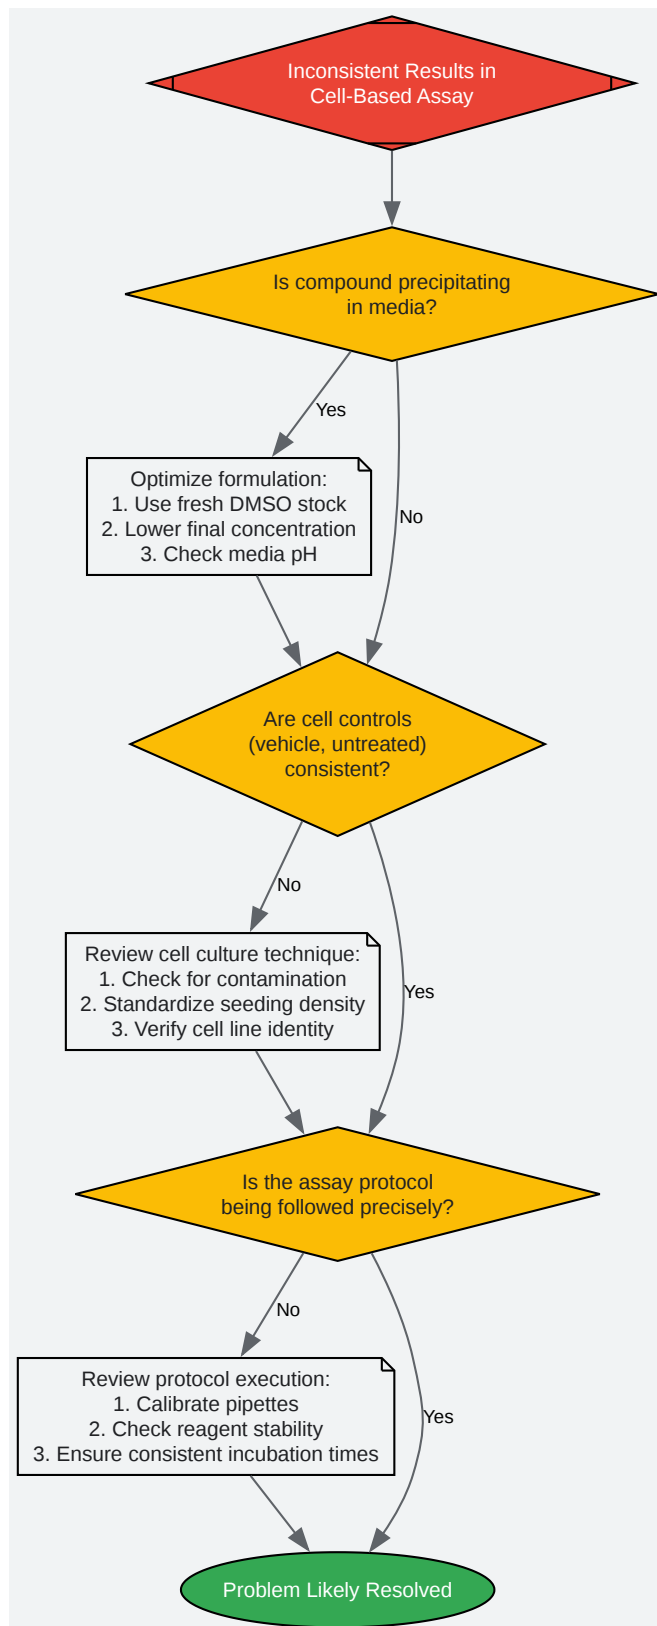 Inconsistent Results in
Cell-Based Assay
Is compound precipitating
in media?
Yes
No
Optimize formulation:
1. Use fresh DMSO stock
2. Lower final concentration
3. Check media pH
Are cell controls
(vehicle, untreated)
consistent?
No
Yes
Review cell culture technique:
1. Check for contamination
2. Standardize seeding density
3. Verify cell line identity
Is the assay protocol
being followed precisely?
No
Yes
Review protocol execution:
1. Calibrate pipettes
2. Check reagent stability
3. Ensure consistent incubation times
Problem Likely Resolved